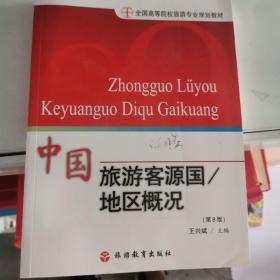 全国高等院校旅游专业规划教材
Zhongguo Lüyou
Keyuanguo Diqu Gaikuang
中国
旅游客源国/
地区概况
(第8版)
王兴斌／主编
旅游教育出版社